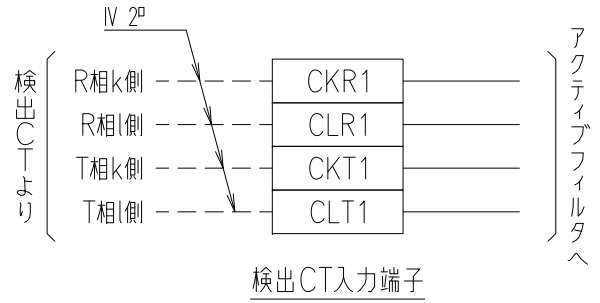 IV 2□
検出CTより
R相k側 CKR1
R相l側 CLR1
T相k側 CKT1
T相l側 CLT1
アクティブフィルタへ
検出CT入力端子